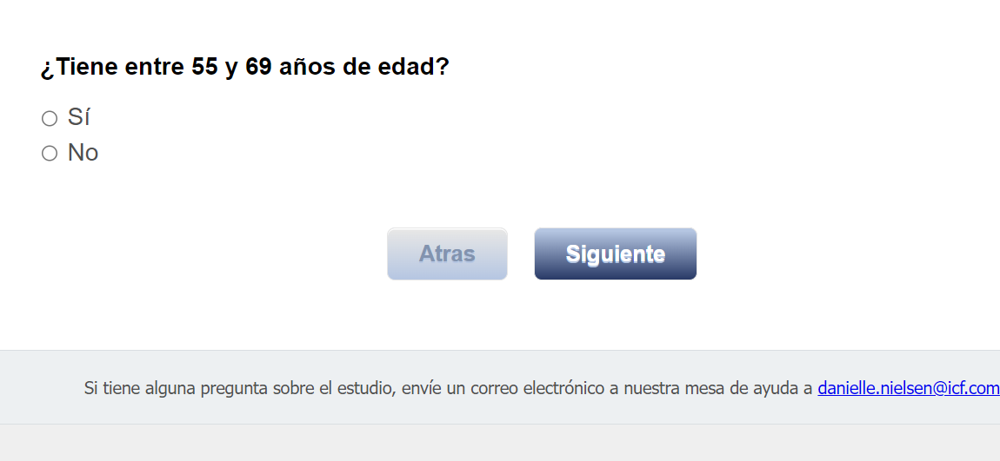 ¿Tiene entre 55 y 69 años de edad?
Sí
No
Atras
Siguiente
Si tiene alguna pregunta sobre el estudio, envíe un correo electrónico a nuestra mesa de ayuda a danielle.nielsen@icf.com